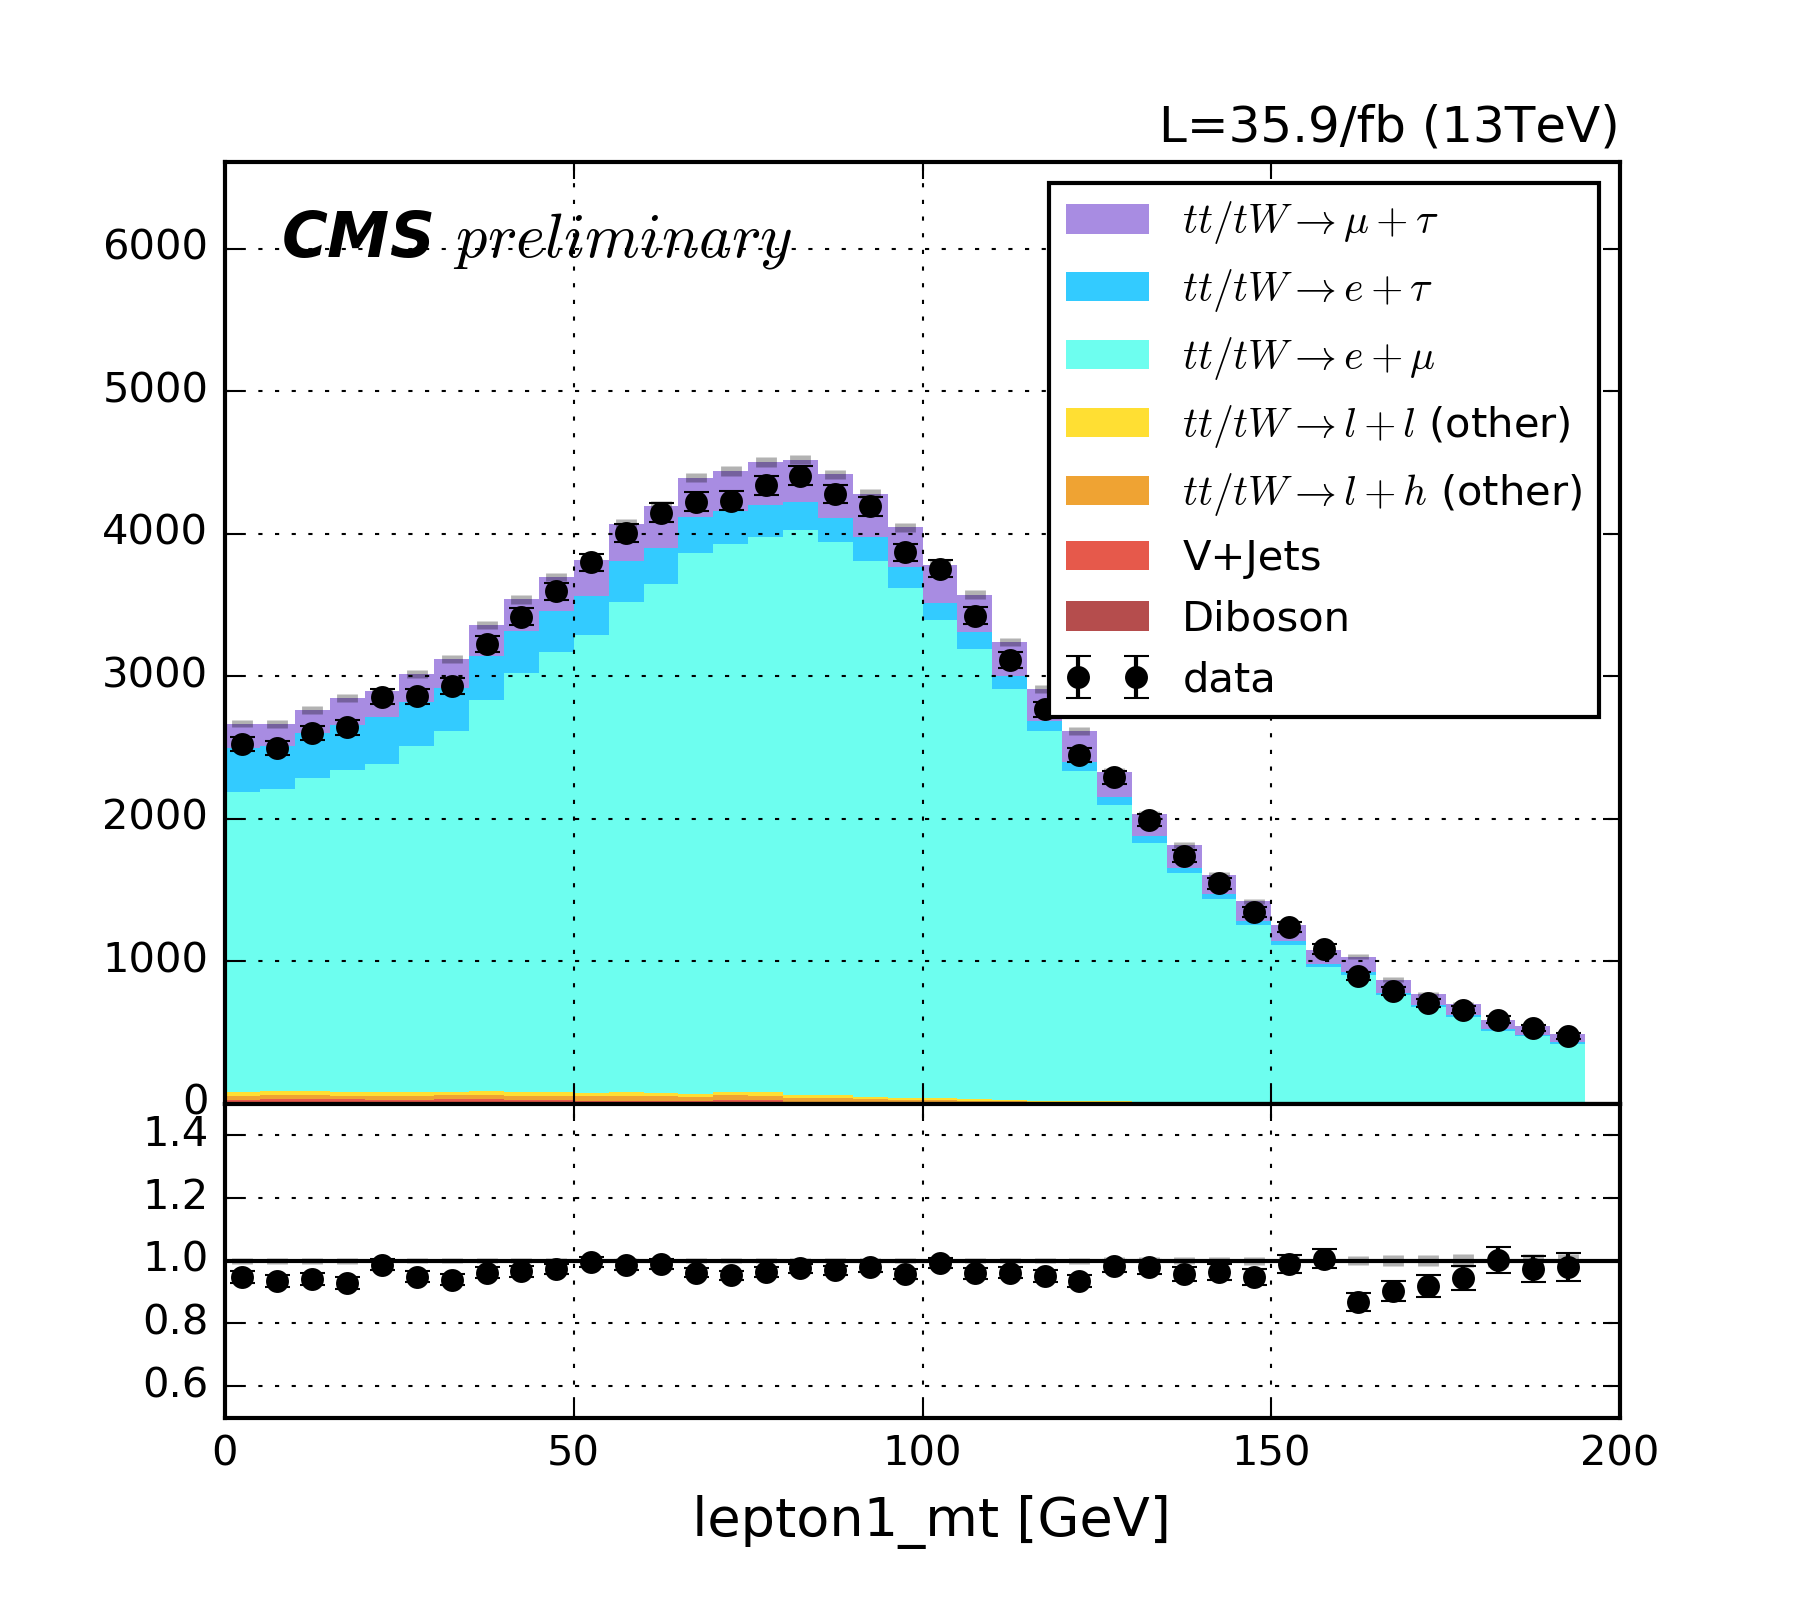 L=35.9/fb (13TeV)
CMS preliminary
6000
5000
4000
3000
2000
1000
0
tt/tW → μ + τ
tt/tW → e + τ
tt/tW → e + μ
tt/tW → l + l (other)
tt/tW → l + h (other)
V+Jets
Diboson
data
1.4
1.2
1.0
0.8
0.6
0 50 100 150 200
lepton1_mt [GeV]